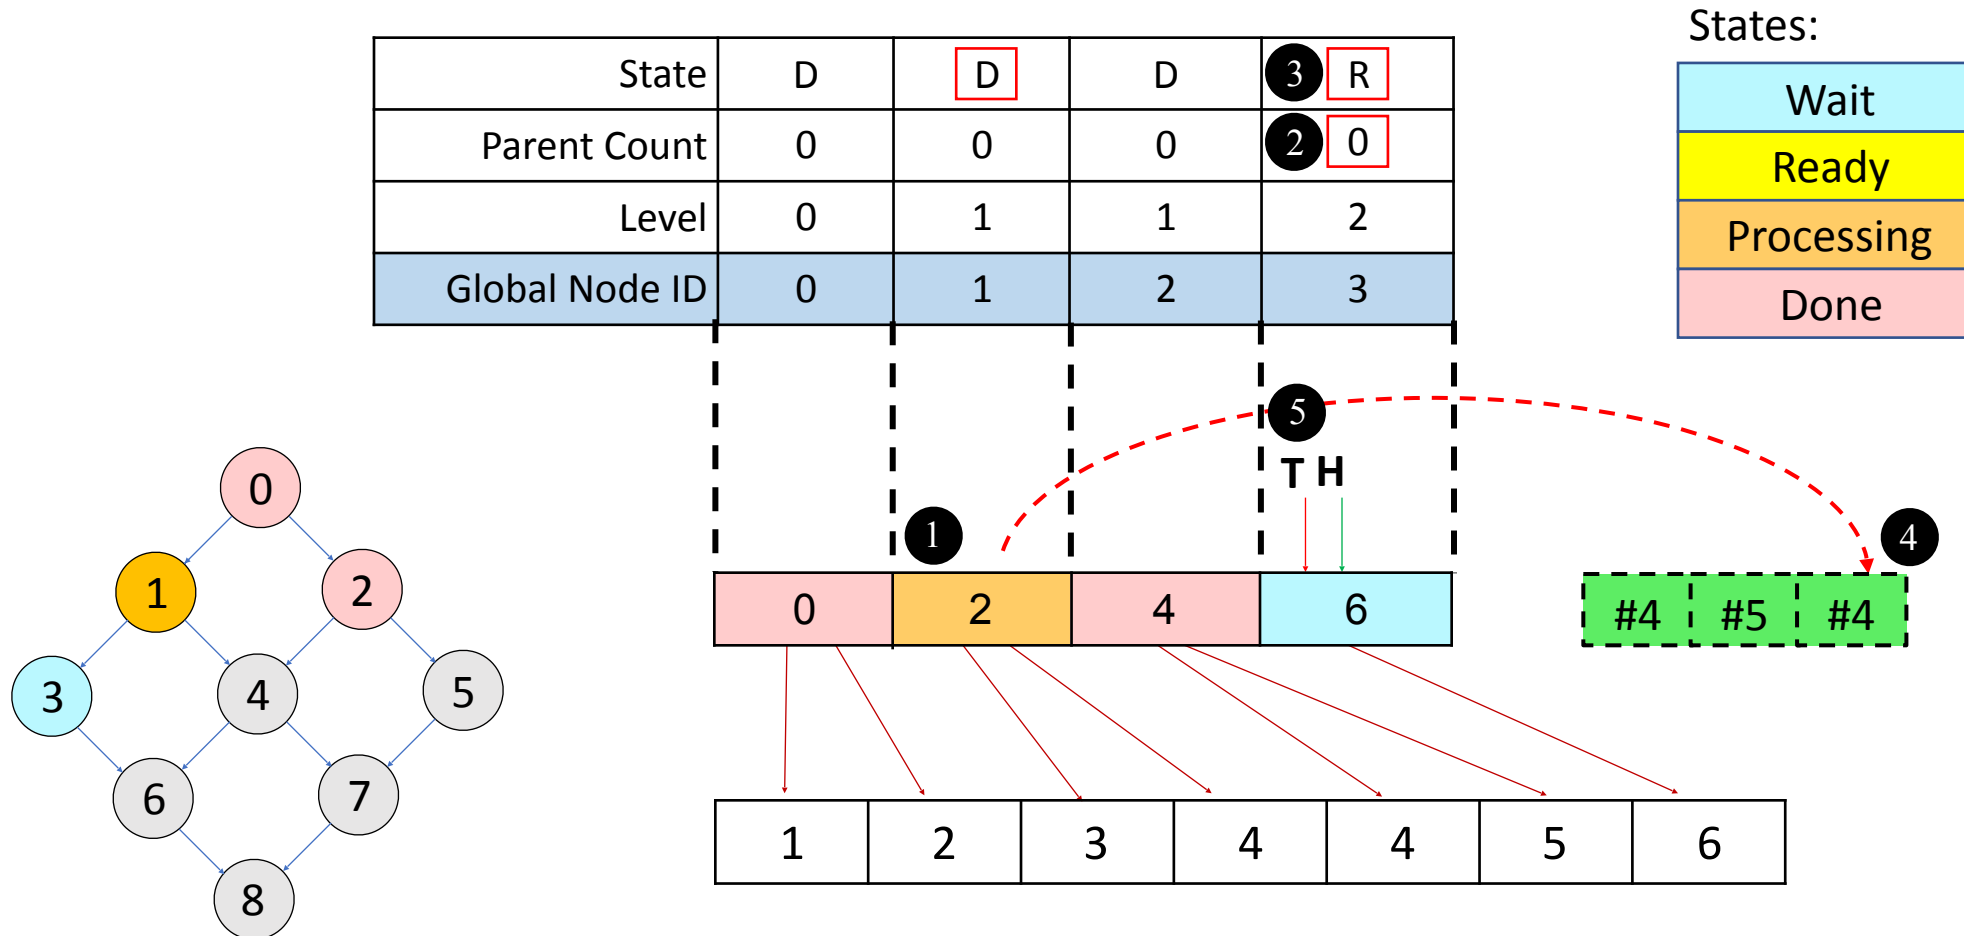 States:
State D D D 3 R
Parent Count 0 0 0 2 0
Level 0 1 1 2
Global Node ID 0 1 2 3
Wait
Ready
Processing
Done
5
T H
1
4
0 2 4 6
#4 #5 #4
1 2 3 4 4 5 6
0
1 2
3 4 5
6 7
8